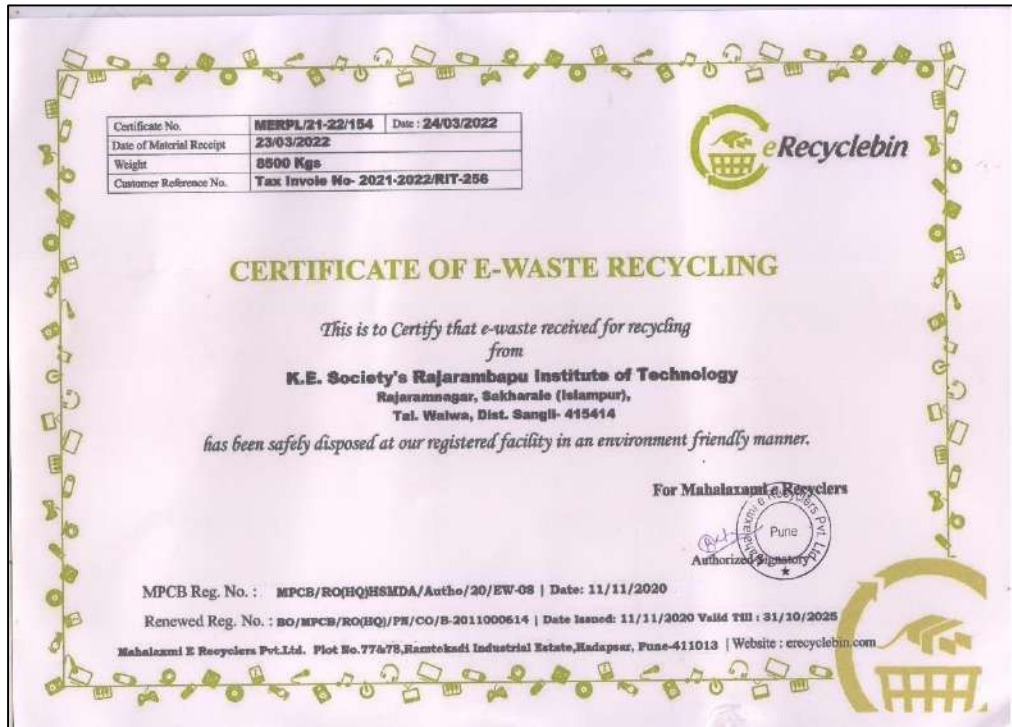 Certificate No. MERPL/21-22/154 Date : 24/03/2022
Date of Material Receipt 23/03/2022
Weight 8500 Kgs
Customer Reference No. Tax Invoie No- 2021-2022/RIT-256
eRecyclebin
CERTIFICATE OF E-WASTE RECYCLING
This is to Certify that e-waste received for recycling
from
K.E. Society's Rajarambapu Institute of Technology
Rajaramnagar, Sakharale (Islampur),
Tal. Walwa, Dist. Sangli- 415414
has been safely disposed at our registered facility in an environment friendly manner.
For Mahalaxami e Recyclers
Mahalaxmi e Recyclers Pvt. Ltd.
Pune
Authorized Signatory
MPCB Reg. No. : MPCB/RO(HQ)HSMDA/Autho/20/EW-08 | Date: 11/11/2020
Renewed Reg. No. : BO/MPCB/RO(HQ)/PN/CO/B-2011000614 | Date Issued: 11/11/2020 Valid Till : 31/10/2025
Mahalaxmi E Recyclers Pvt.Ltd. Plot No.77&78,Ramtekadi Industrial Estate,Hadapsar, Pune-411013 | Website : erecyclebin.com